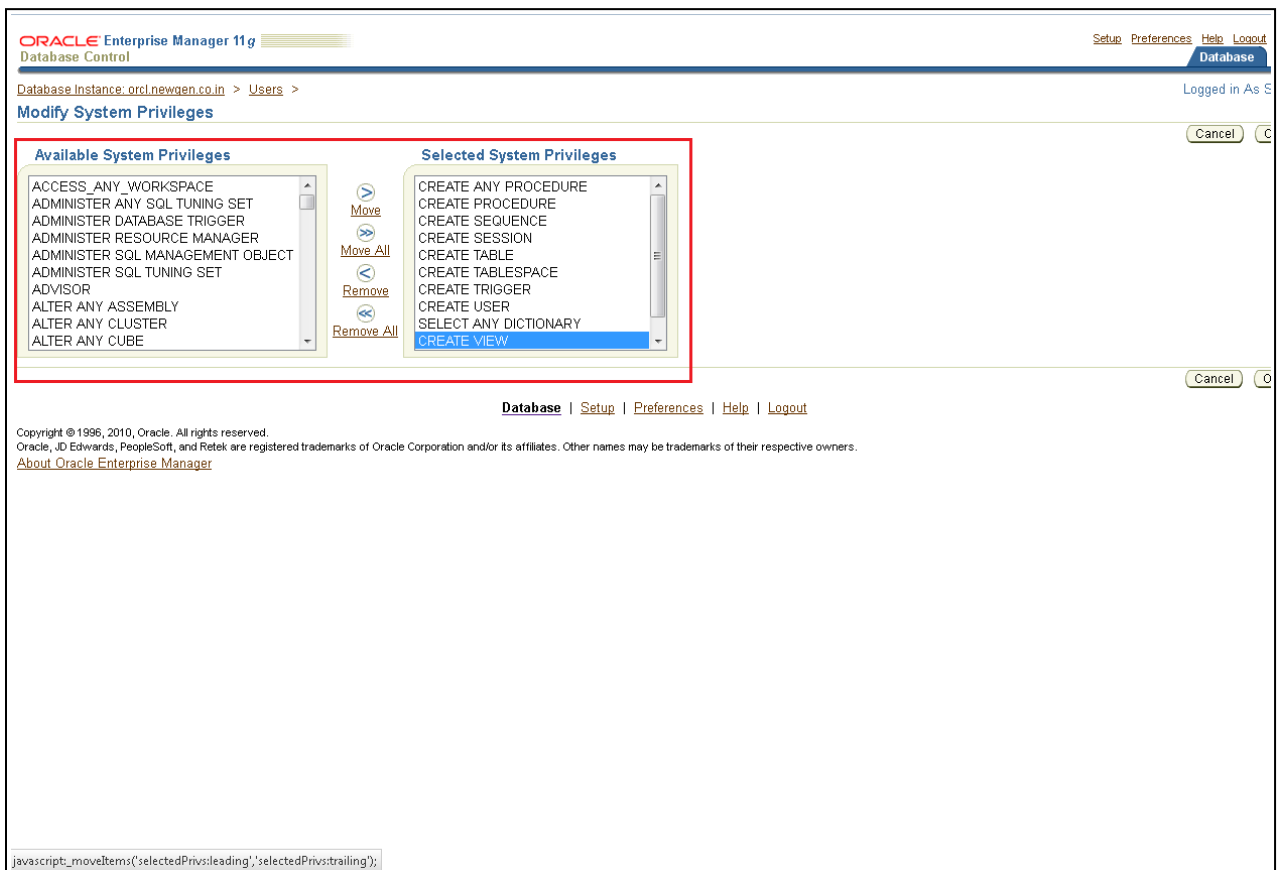 ORACLE Enterprise Manager 11g
Database Control
Setup Preferences Help Logout
Database
Database Instance: orcl.newgen.co.in > Users >
Logged in As S
Modify System Privileges
Cancel
Available System Privileges
ACCESS_ANY_WORKSPACE
ADMINISTER ANY SQL TUNING SET
ADMINISTER DATABASE TRIGGER
ADMINISTER RESOURCE MANAGER
ADMINISTER SQL MANAGEMENT OBJECT
ADMINISTER SQL TUNING SET
ADVISOR
ALTER ANY ASSEMBLY
ALTER ANY CLUSTER
ALTER ANY CUBE
Move
Move All
Remove
Remove All
Selected System Privileges
CREATE ANY PROCEDURE
CREATE PROCEDURE
CREATE SEQUENCE
CREATE SESSION
CREATE TABLE
CREATE TABLESPACE
CREATE TRIGGER
CREATE USER
SELECT ANY DICTIONARY
CREATE VIEW
Cancel
Database | Setup | Preferences | Help | Logout
Copyright © 1996, 2010, Oracle. All rights reserved.
Oracle, JD Edwards, PeopleSoft, and Retek are registered trademarks of Oracle Corporation and/or its affiliates. Other names may be trademarks of their respective owners.
About Oracle Enterprise Manager
javascript:_moveItems('selectedPrivs:leading','selectedPrivs:trailing');